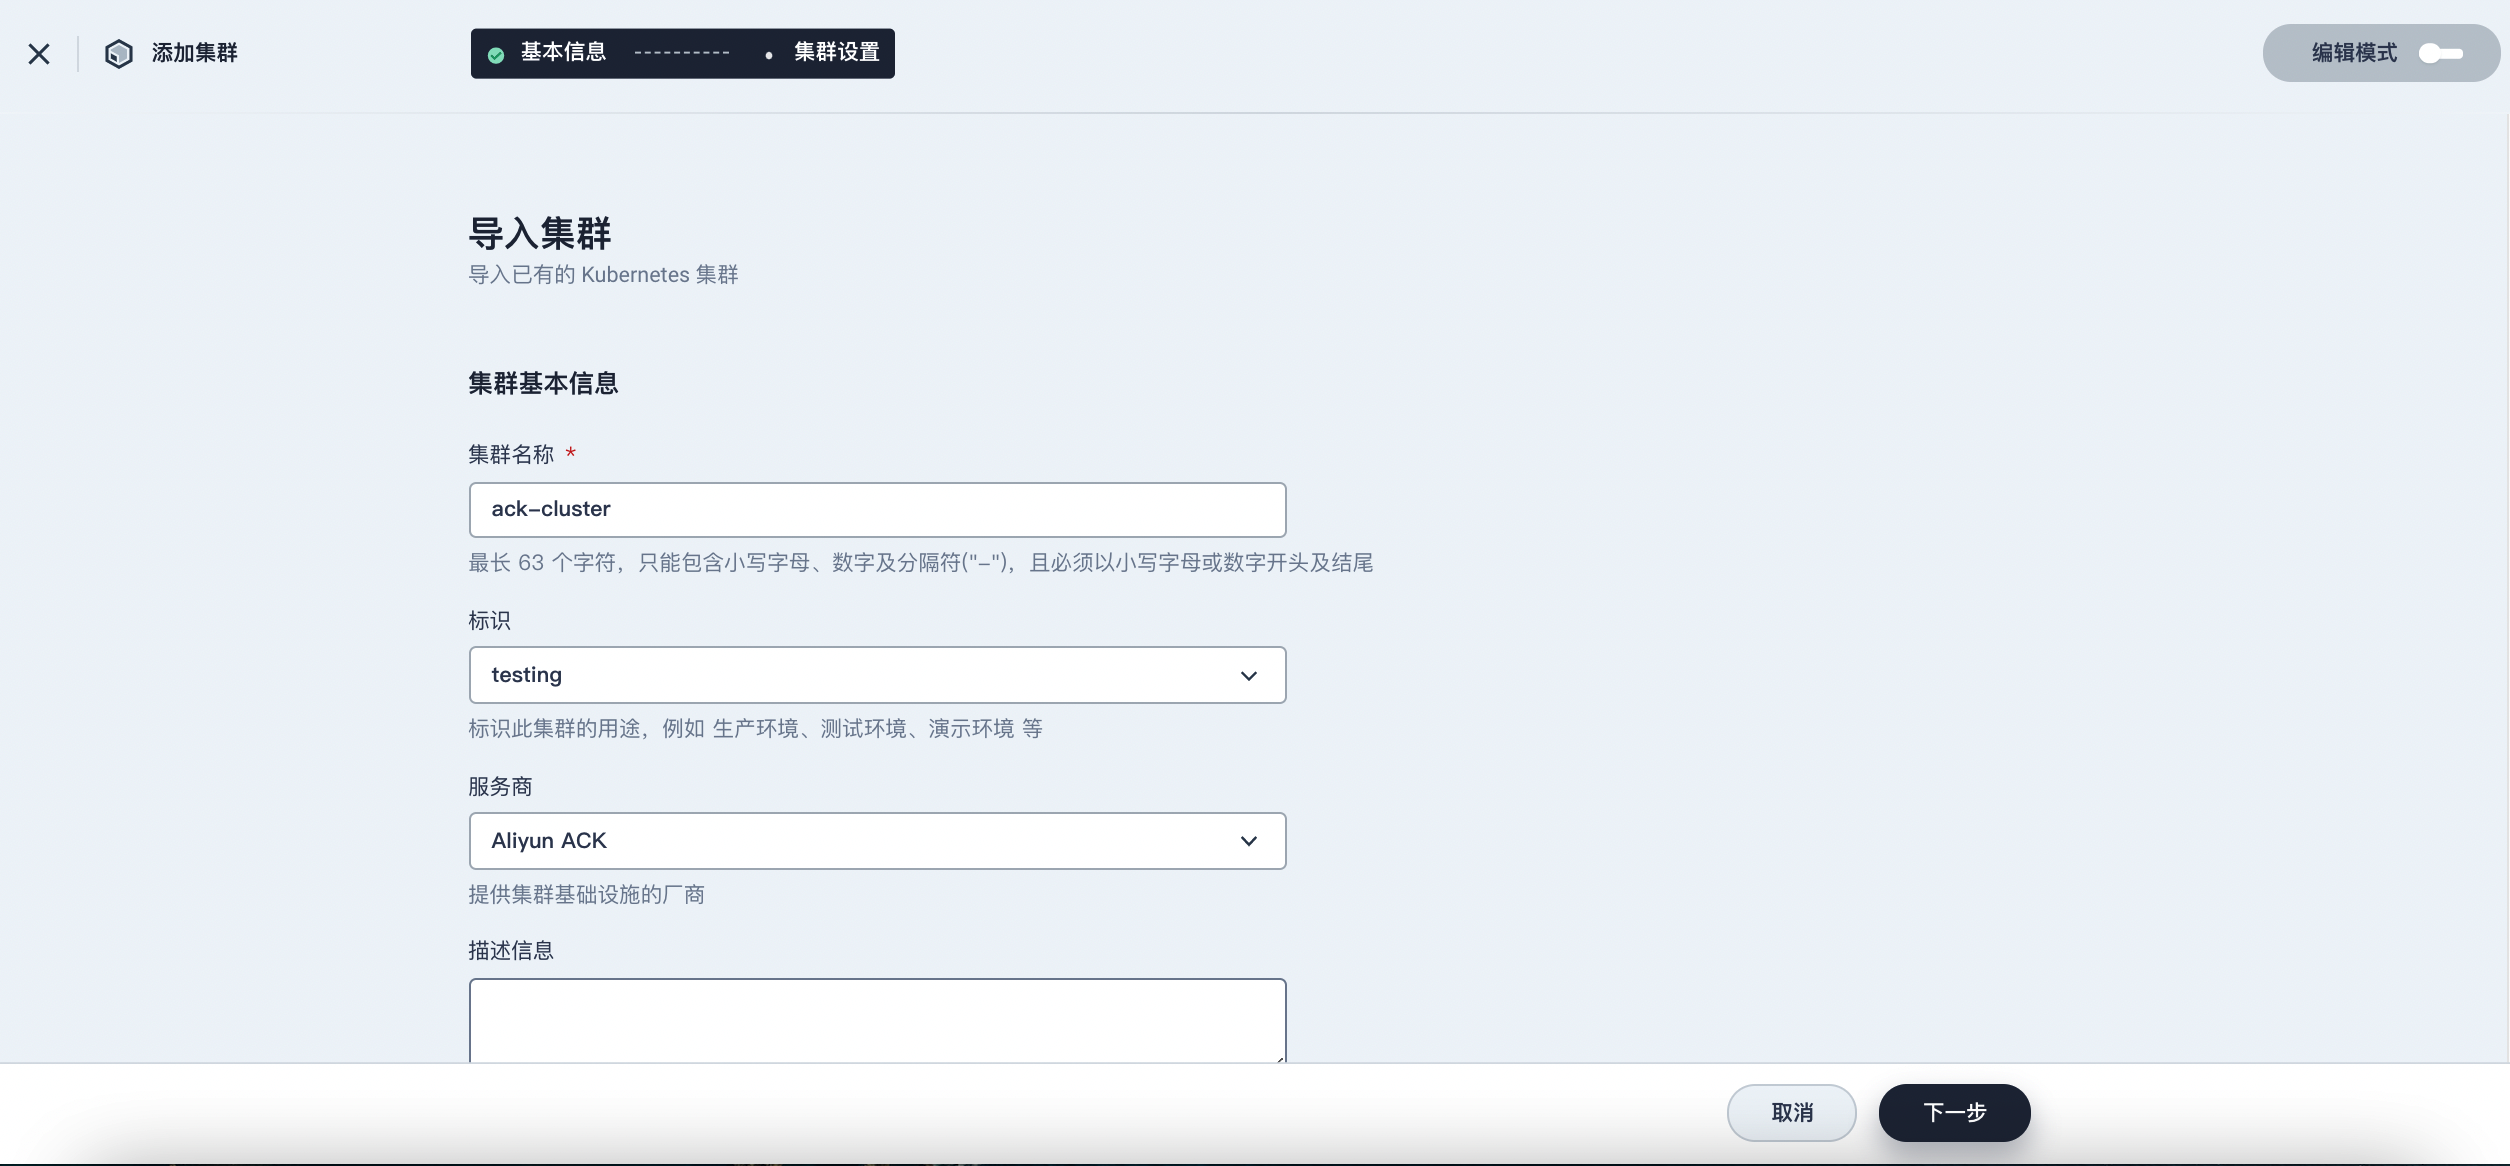 添加集群
基本信息 ---------- 集群设置
编辑模式
导入集群
导入已有的 Kubernetes 集群
集群基本信息
集群名称 *
ack-cluster
最长 63 个字符，只能包含小写字母、数字及分隔符("-")，且必须以小写字母或数字开头及结尾
标识
testing
标识此集群的用途，例如 生产环境、测试环境、演示环境 等
服务商
Aliyun ACK
提供集群基础设施的厂商
描述信息
取消
下一步